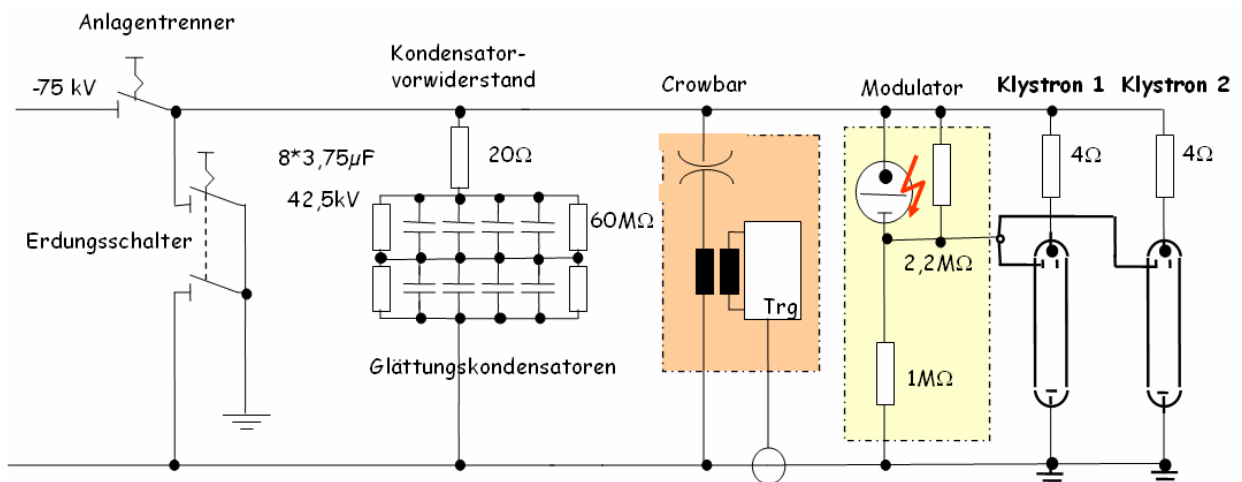 Anlagentrenner
-75 kV
Kondensator-
vorwiderstand
Crowbar
Modulator
Klystron 1
Klystron 2
20Ω
8*3,75µF
42,5kV
60MΩ
4Ω
4Ω
Erdungsschalter
2,2MΩ
Trg
Glättungskondensatoren
1MΩ